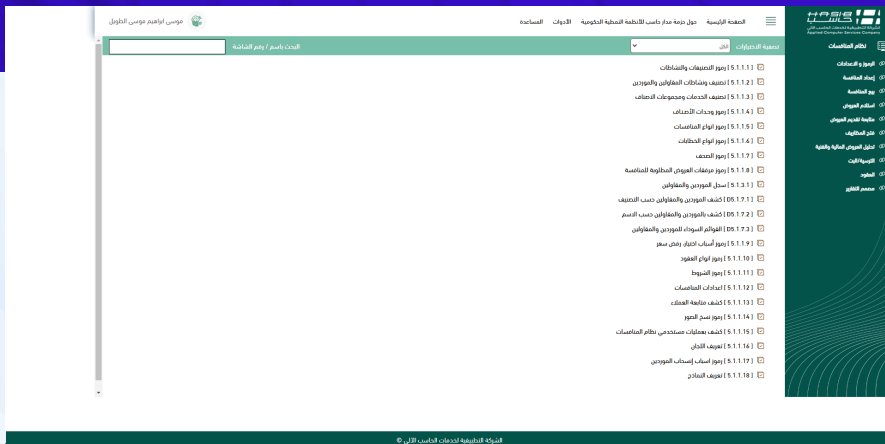 HASIB
حاسب
الشركة التطبيقية لخدمات الحاسب الآلي
Applied Computer Services Company
الصفحة الرئيسية
حول حزمة مدار حاسب للأنظمة النمطية الحكومية
الأدوات
المساعدة
موسى ابراهيم موسى الطويل
تصفية الاختيارات
الكل
البحث باسم / رقم الشاشة
نظام المنافسات
الرموز و الاعدادات
إعداد المنافسة
بيع المنافسة
استلام العروض
متابعة تقديم العروض
فتح المظاريف
تحليل العروض المالية والفنية
الترسية/البت
العقود
مصمم التقارير
[ 5.1.1.1 ] رموز التصنيفات والنشاطات
[ 5.1.1.2 ] تصنيف ونشاطات المقاولين والموردين
[ 5.1.1.3 ] تصنيف الخدمات ومجموعات الاصناف
[ 5.1.1.4 ] رموز وحدات الأصناف
[ 5.1.1.5 ] رموز انواع المنافسات
[ 5.1.1.6 ] رموز انواع الخطابات
[ 5.1.1.7 ] رموز الصحف
[ 5.1.1.8 ] رموز مرفقات العروض المطلوبة للمنافسة
[ 5.1.3.1 ] سجل الموردين والمقاولين
[ D5.1.7.1 ] كشف الموردين والمقاولين حسب التصنيف
[ D5.1.7.2 ] كشف بالموردين والمقاولين حسب الاسم
[ D5.1.7.3 ] القوائم السوداء للموردين والمقاولين
[ 5.1.1.9 ] رموز أسباب اختيار، رفض سعر
[ 5.1.1.10 ] رموز انواع العقود
[ 5.1.1.11 ] رموز الشروط
[ 5.1.1.12 ] اعدادات المنافسات
[ 5.1.1.13 ] كشف متابعة العملاء
[ 5.1.1.14 ] رموز نسخ الصور
[ 5.1.1.15 ] كشف بعمليات مستخدمي نظام المنافسات
[ 5.1.1.16 ] تعريف اللجان
[ 5.1.1.17 ] رموز اسباب إنسحاب الموردين
[ 5.1.1.18 ] تعريف النماذج
الشركة التطبيقية لخدمات الحاسب الآلي ©